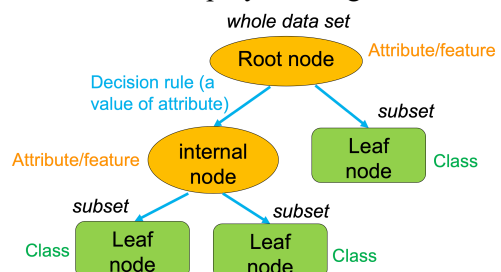 whole data set
Root node
Attribute/feature
Decision rule (a
value of attribute)
subset
Leaf
node
Class
Attribute/feature
internal
node
subset
subset
Class
Leaf
node
Leaf
node
Class